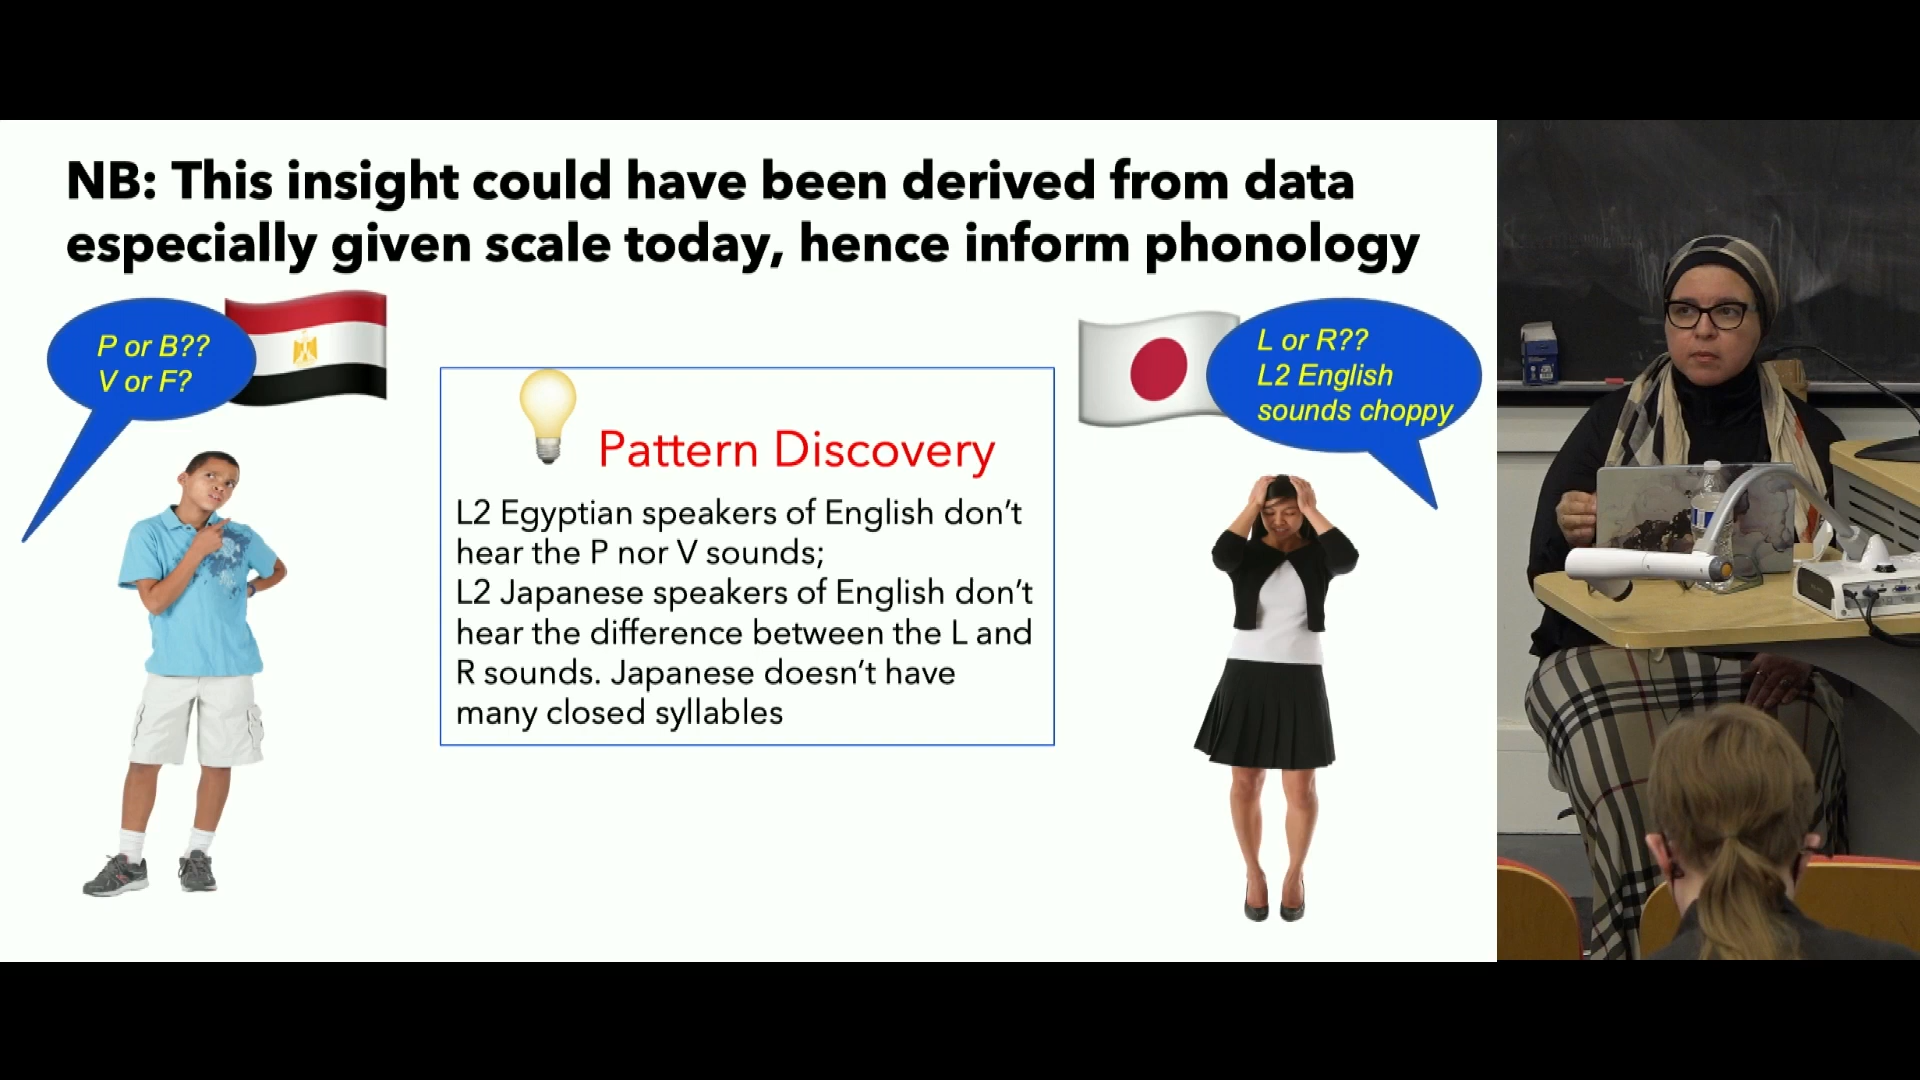 NB: This insight could have been derived from data
especially given scale today, hence inform phonology
P or B??
V or F?
L or R??
L2 English
sounds choppy
Pattern Discovery
L2 Egyptian speakers of English don’t
hear the P nor V sounds;
L2 Japanese speakers of English don’t
hear the difference between the L and
R sounds. Japanese doesn’t have
many closed syllables